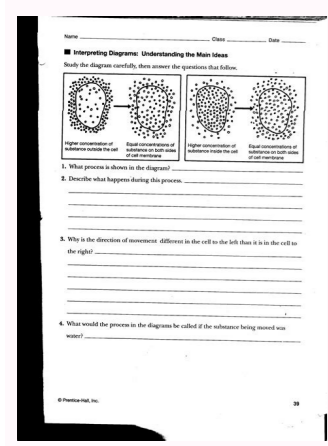 Name ____ Class ____ Date ____
■ Interpreting Diagrams: Understanding the Main Ideas
Study the diagram carefully, then answer the questions that follow.
Higher concentration of
substance outside the cell
Equal concentrations of
substance on both sides
of cell membrane
Higher concentration of
substance inside the cell
Equal concentrations of
substance on both sides
of cell membrane
1. What process is shown in the diagram?
2. Describe what happens during this process.
3. Why is the direction of movement different in the cell to the left than it is in the cell to
the right?
4. What would the process in the diagrams be called if the substance being moved was
water?
© Prentice-Hall, Inc.
39